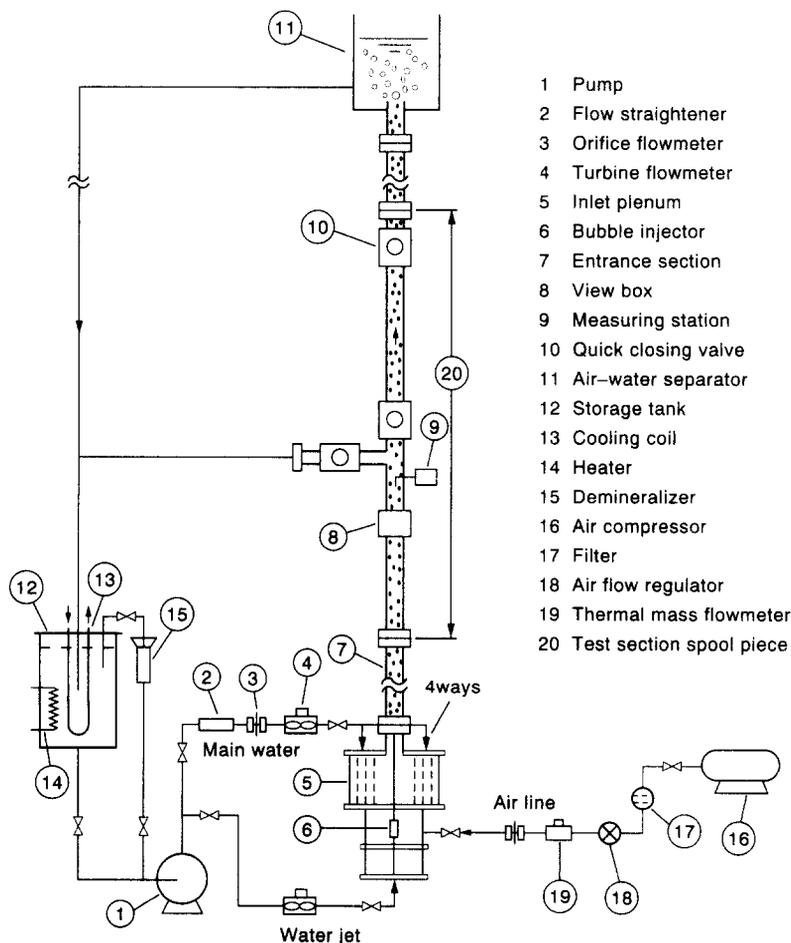 11
1 Pump
2 Flow straightener
3 Orifice flowmeter
4 Turbine flowmeter
5 Inlet plenum
6 Bubble injector
7 Entrance section
8 View box
9 Measuring station
10 Quick closing valve
11 Air–water separator
12 Storage tank
13 Cooling coil
14 Heater
15 Demineralizer
16 Air compressor
17 Filter
18 Air flow regulator
19 Thermal mass flowmeter
20 Test section spool piece
10
20
9
8
12
13
15
7
2
3
4
4ways
Main water
14
5
Air line
6
17
16
19
18
1
Water jet